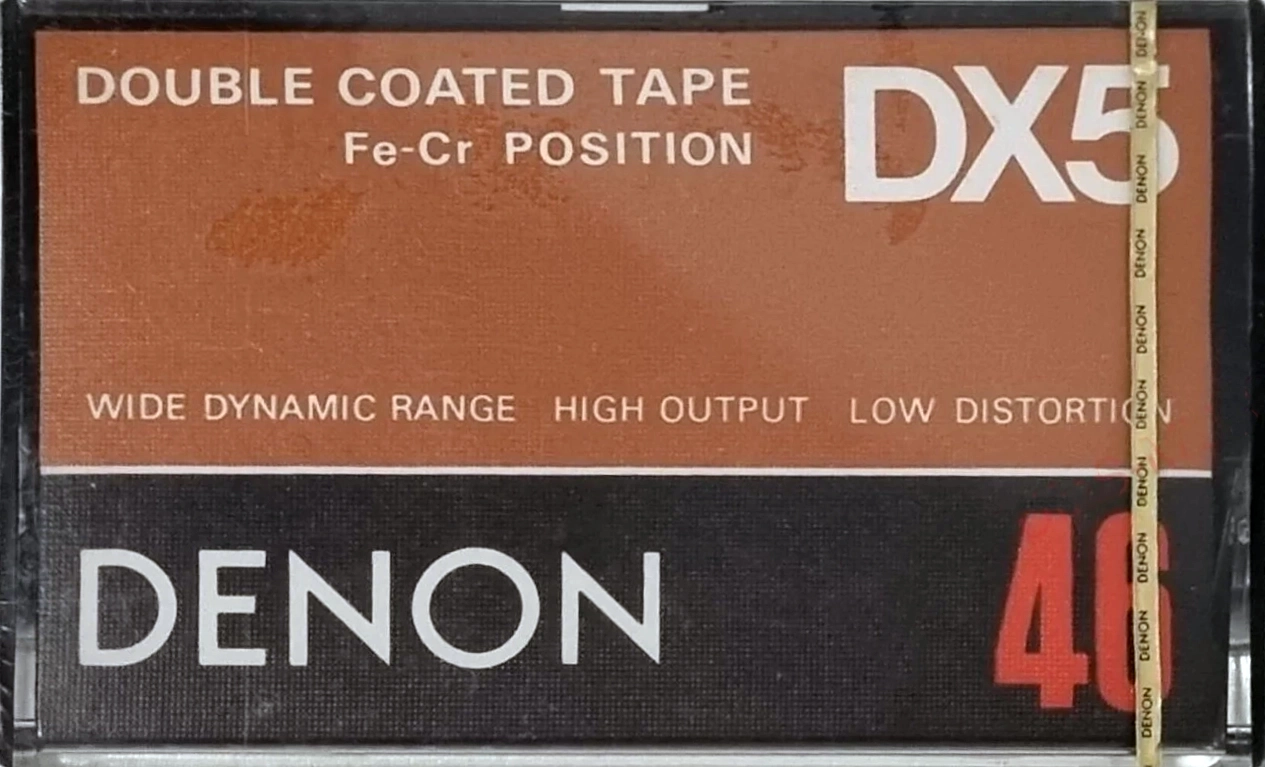 DOUBLE COATED TAPE
Fe-Cr POSITION
DX5
WIDE DYNAMIC RANGE HIGH OUTPUT LOW DISTORTION
DENON
46
DENON DENON DENON DENON DENON DENON DENON DENON DENON DENON